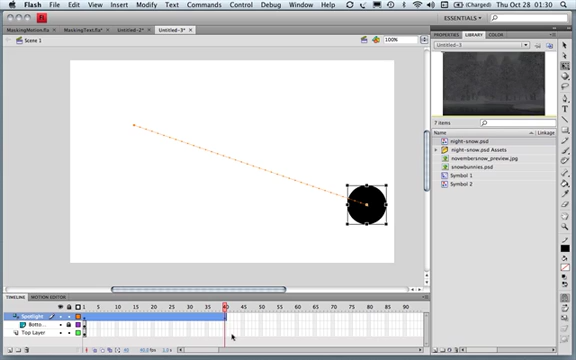 Flash File Edit View Insert Modify Text Commands Control Debug Window Help (Charged) Thu Oct 28 01:30
ESSENTIALS
MaskingMotion.fla MaskingTest.fla* Untitled-2* Untitled-3*
Scene 1 100%
PROPERTIES LIBRARY COLOR
Untitled-3
7 items
Name Linkage
night-snow.psd
night-snow.psd Assets
novembersnow_preview.jpg
snowbunnies.psd
Symbol 1
Symbol 2
TIMELINE MOTION EDITOR
1 5 10 15 20 25 30 35 40 45 50 55 60 65 70 75 80 85 90
Spotlight
Botto...
Top Layer